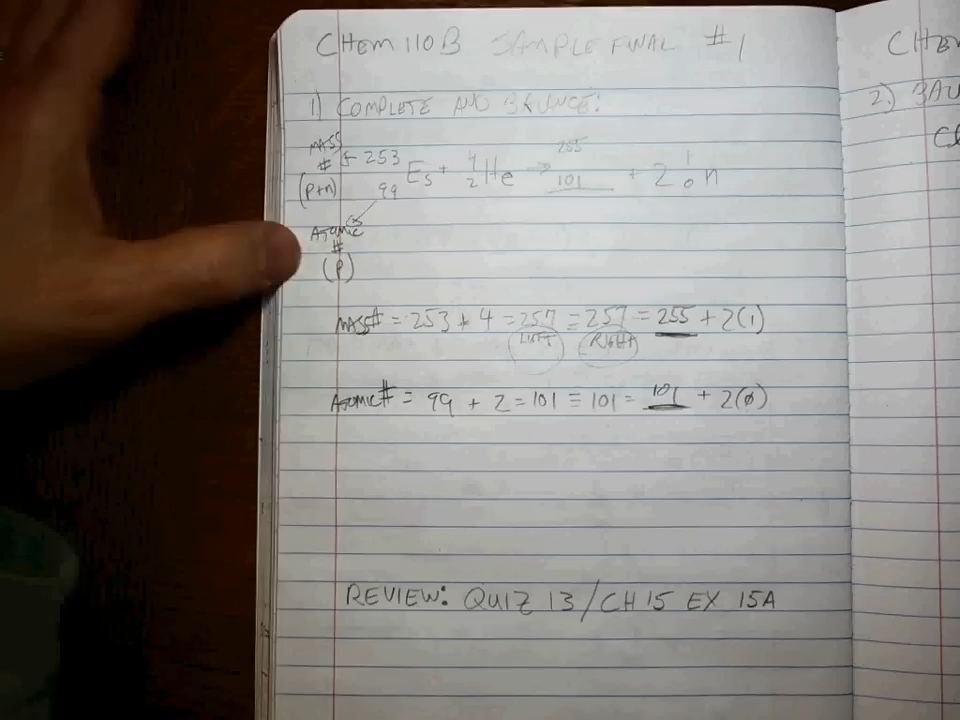 CHEM 110B SAMPLE FINAL #1
1) COMPLETE AND BALANCE:
MASS # (P+n)
253 99 Es + 4 2 He → 255 101 + 2 1 0 n
ATOMIC # (P)
MASS# = 253 + 4 = 257 = 257 = 255 + 2(1)
LEFT RIGHT
ATOMIC# = 99 + 2 = 101 = 101 = 101 + 2(0)
REVIEW: QUIZ 13/CH 15 EX 15A
2)